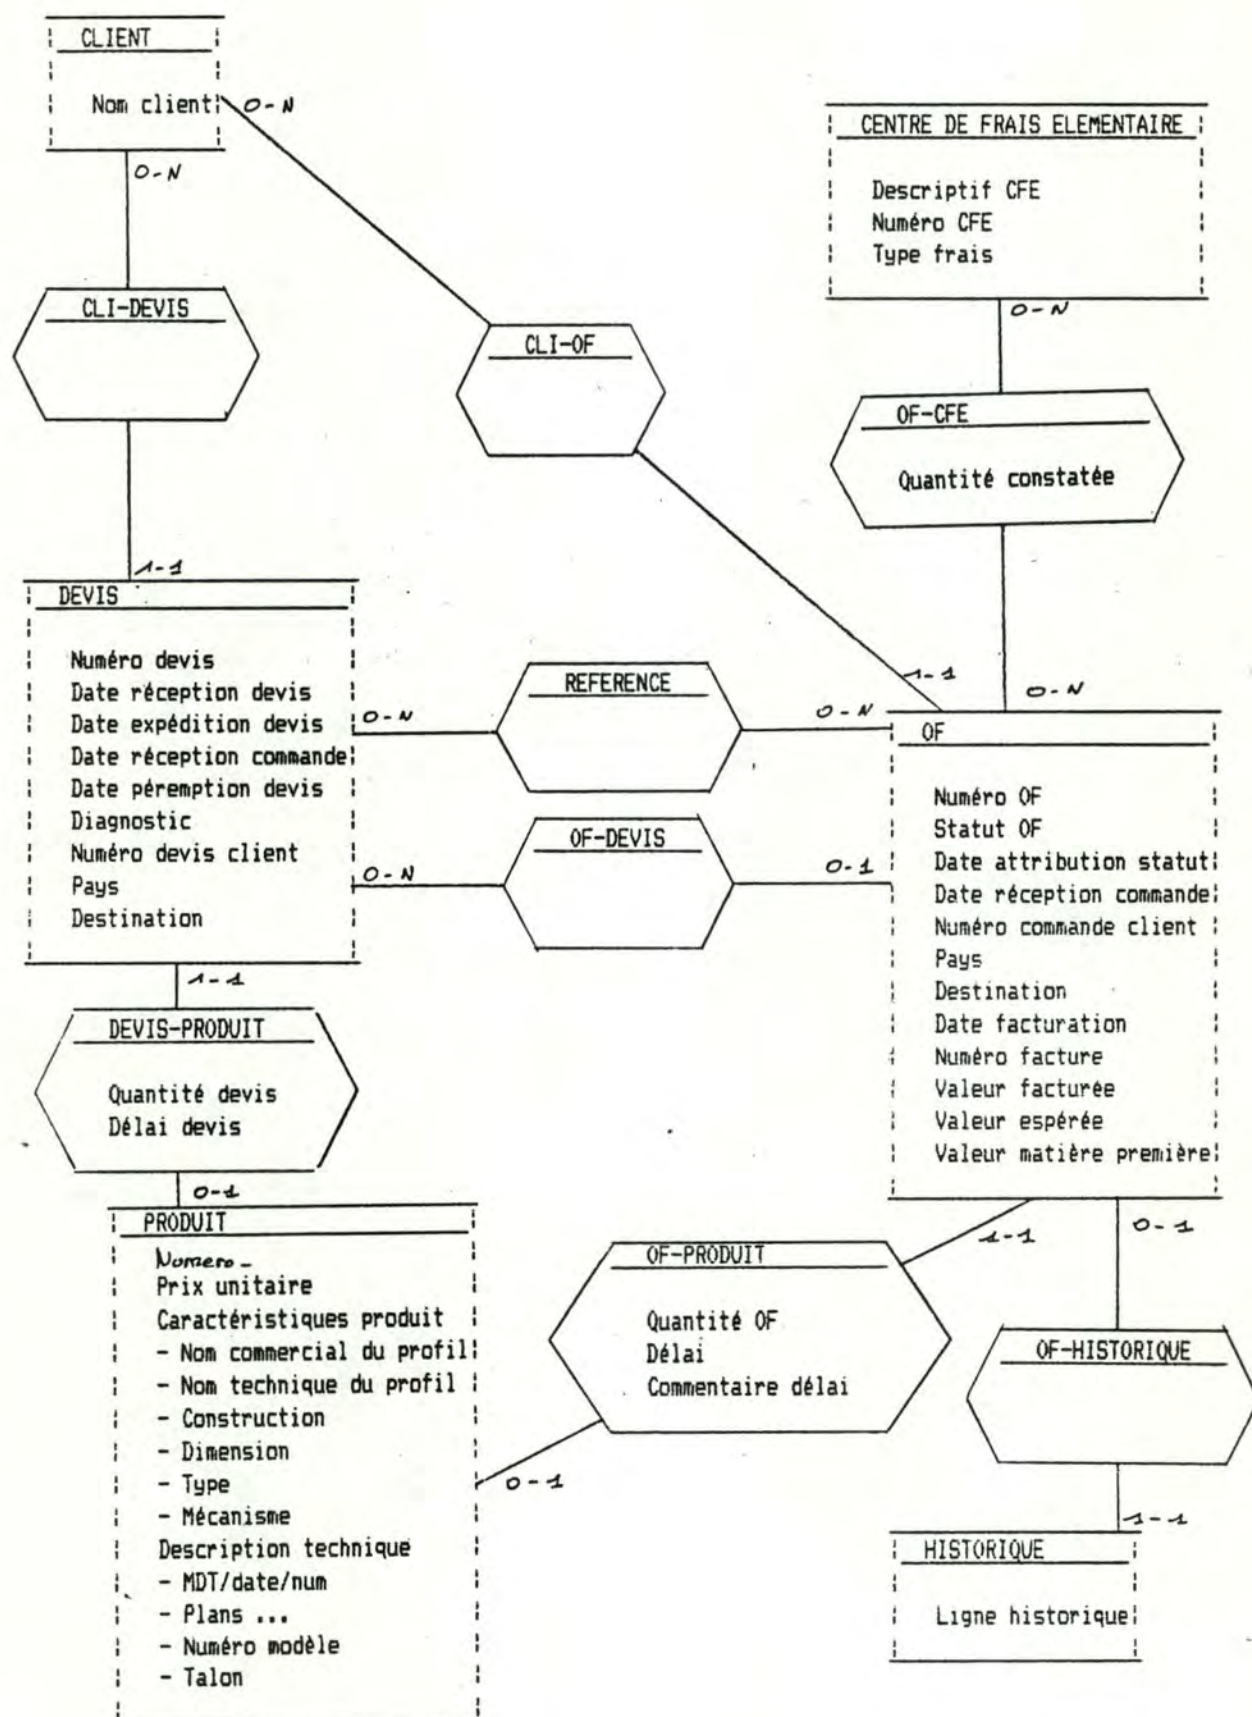 CLIENT
Nom client
0-N
0-N
CENTRE DE FRAIS ELEMENTAIRE
Descriptif CFE
Numéro CFE
Type frais
0-N
CLI-DEVIS
CLI-OF
OF-CFE
Quantité constatée
1-1
DEVIS
Numéro devis
Date réception devis
Date expédition devis
Date réception commande
Date péremption devis
Diagnostic
Numéro devis client
Pays
Destination
0-N
0-N
REFERENCE
OF-DEVIS
1-1
0-N
0-N
0-1
OF
Numéro OF
Statut OF
Date attribution statut
Date réception commande
Numéro commande client
Pays
Destination
Date facturation
Numéro facture
Valeur facturée
Valeur espérée
Valeur matière première
1-1
DEVIS-PRODUIT
Quantité devis
Délai devis
0-1
PRODUIT
Numero-
Prix unitaire
Caractéristiques produit
- Nom commercial du profil
- Nom technique du profil
- Construction
- Dimension
- Type
- Mécanisme
Description technique
- MDT/date/num
- Plans ...
- Numéro modèle
- Talon
OF-PRODUIT
Quantité OF
Délai
Commentaire délai
1-1
0-1
0-1
OF-HISTORIQUE
1-1
HISTORIQUE
Ligne historique